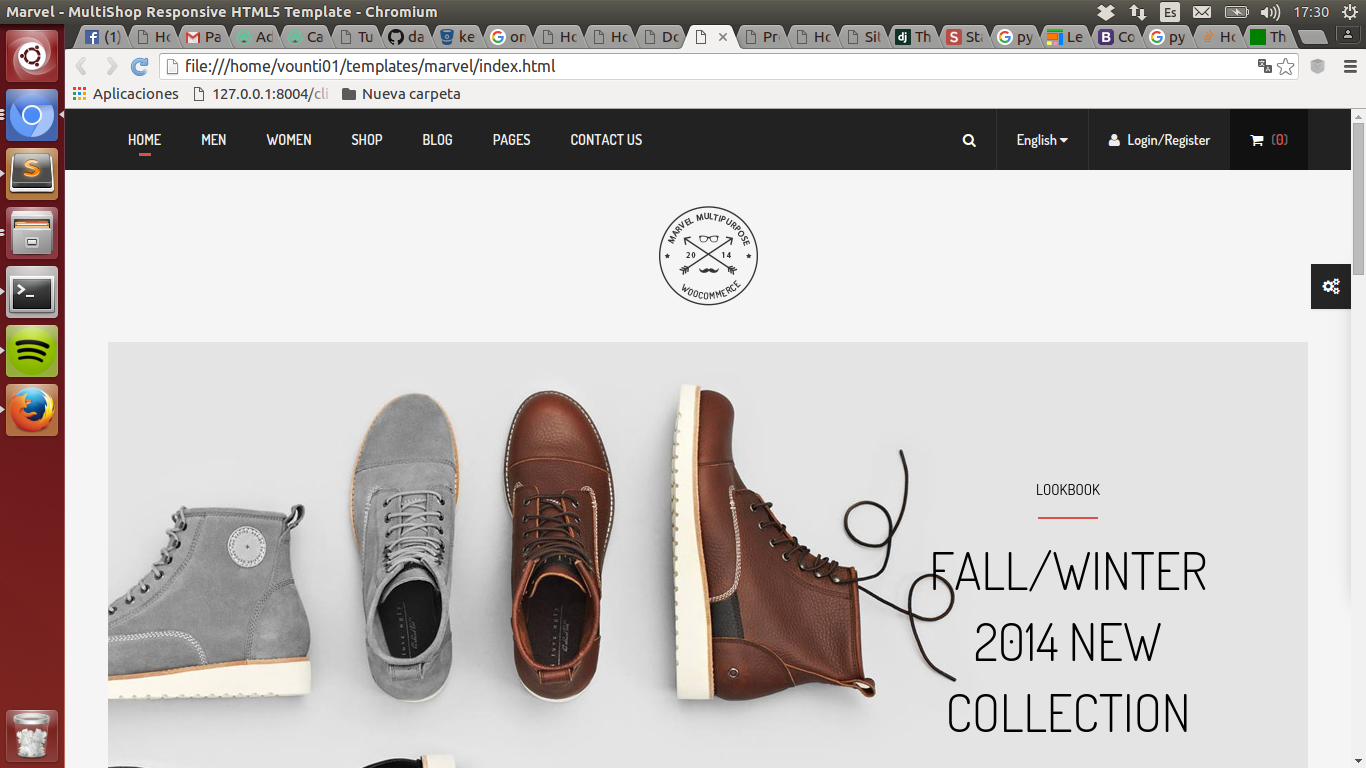 Marvel - MultiShop Responsive HTML5 Template - Chromium
Es
17:30
(1) Ho Pa Ad Ca Tu da ke on Ho Ho Do Pr Ho Sil Th Sta py Le Co py Ho Th
file:///home/vounti01/templates/marvel/index.html
Aplicaciones 127.0.0.1:8004/cli Nueva carpeta
HOME MEN WOMEN SHOP BLOG PAGES CONTACT US English Login/Register (0)
MARVEL MULTIPURPOSE
20 14
WOOCOMMERCE
LOOKBOOK
FALL/WINTER
2014 NEW
COLLECTION